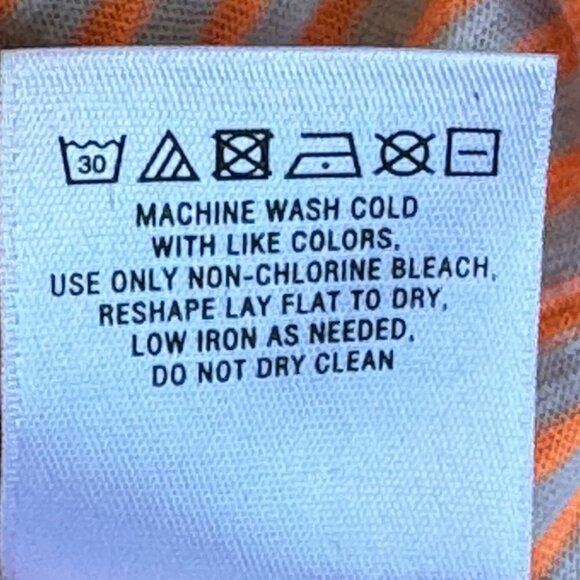 30
MACHINE WASH COLD
WITH LIKE COLORS,
USE ONLY NON-CHLORINE BLEACH,
RESHAPE LAY FLAT TO DRY,
LOW IRON AS NEEDED,
DO NOT DRY CLEAN